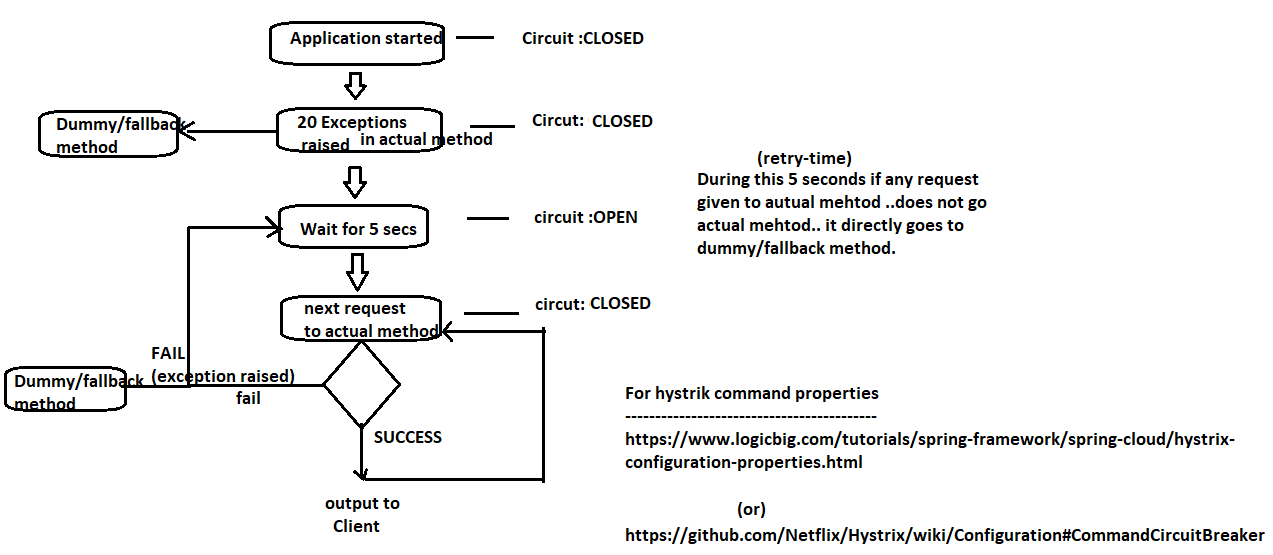 Application started
Circuit :CLOSED
20 Exceptions
raised in actual method
Circut: CLOSED
Dummy/fallback
method
(retry-time)
During this 5 seconds if any request
given to autual mehtod ..does not go
actual mehtod.. it directly goes to
dummy/fallback method.
Wait for 5 secs
circuit :OPEN
next request
to actual method
circut: CLOSED
FAIL
(exception raised)
fail
Dummy/fallback
method
SUCCESS
output to
Client
For hystrik command properties
------------------------------------------
https://www.logicbig.com/tutorials/spring-framework/spring-cloud/hystrix-
configuration-properties.html
(or)
https://github.com/Netflix/Hystrix/wiki/Configuration#CommandCircuitBreaker